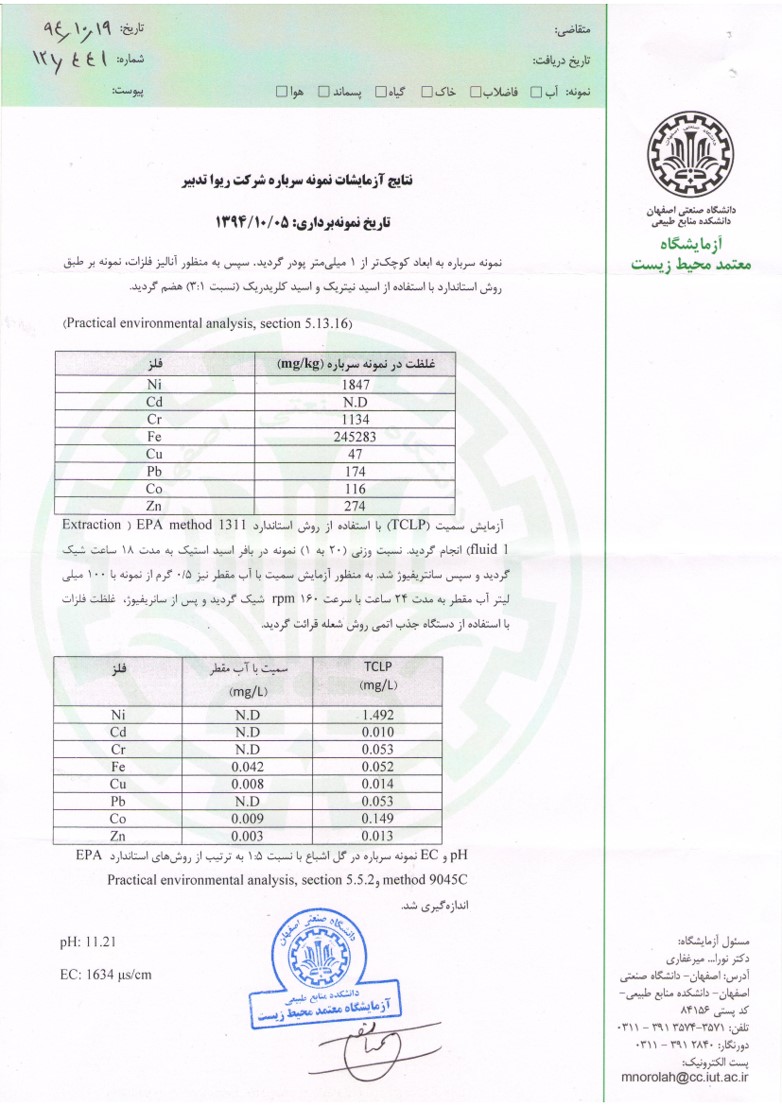 متقاضی:
تاریخ: ۹۴/۱۰/۱۹
تاریخ دریافت:
شماره: ۱۲۷/۴۴۱
نمونه: آب □ فاضلاب □ خاک □ گیاه □ پسماند □ هوا □
پیوست:
دانشگاه صنعتی اصفهان
دانشکده منابع طبیعی
آزمایشگاه
معتمد محیط زیست
نتایج آزمایشات نمونه سرباره شرکت ریوا تدبیر
تاریخ نمونه‌برداری: ۱۳۹۴/۱۰/۰۵
نمونه سرباره به ابعاد کوچک‌تر از ۱ میلی‌متر پودر گردید. سپس به منظور آنالیز فلزات، نمونه بر طبق
روش استاندارد با استفاده از اسید نیتریک و اسید کلریدریک (نسبت ۳:۱) هضم گردید.
(Practical environmental analysis, section 5.13.16)
فلز غلظت در نمونه سرباره (mg/kg)
Ni 1847
Cd N.D
Cr 1134
Fe 245283
Cu 47
Pb 174
Co 116
Zn 274
آزمایش سمیت (TCLP) با استفاده از روش استاندارد EPA method 1311 ( Extraction
fluid 1) انجام گردید. نسبت وزنی (۲۰ به ۱) نمونه در بافر اسید استیک به مدت ۱۸ ساعت شیک
گردید و سپس سانتریفیوژ شد. به منظور آزمایش سمیت با آب مقطر نیز ۰/۵ گرم از نمونه با ۱۰۰ میلی
لیتر آب مقطر به مدت ۲۴ ساعت با سرعت ۱۶۰ rpm شیک گردید و پس از سانریفیوژ، غلظت فلزات
با استفاده از دستگاه جذب اتمی روش شعله قرائت گردید.
فلز سمیت با آب مقطر (mg/L) TCLP (mg/L)
Ni N.D 1.492
Cd N.D 0.010
Cr N.D 0.053
Fe 0.042 0.052
Cu 0.008 0.014
Pb N.D 0.053
Co 0.009 0.149
Zn 0.003 0.013
pH و EC نمونه سرباره در گل اشباع با نسبت ۱:۵ به ترتیب از روش‌های استاندارد EPA
method 9045C و Practical environmental analysis, section 5.5.2
اندازه‌گیری شد.
pH: 11.21
EC: 1634 µs/cm
دانشگاه صنعتی اصفهان
دانشکده منابع طبیعی
آزمایشگاه معتمد محیط زیست
مسئول آزمایشگاه:
دکتر نورا... میرغفاری
آدرس: اصفهان- دانشگاه صنعتی
اصفهان- دانشکده منابع طبیعی-
کد پستی ۸۴۱۵۶
تلفن: ۳۵۷۱-۳۵۷۴ ۳۹۱ - ۰۳۱۱
دورنگار: ۲۸۴۰ ۳۹۱ - ۰۳۱۱
پست الکترونیک:
mnorolah@cc.iut.ac.ir